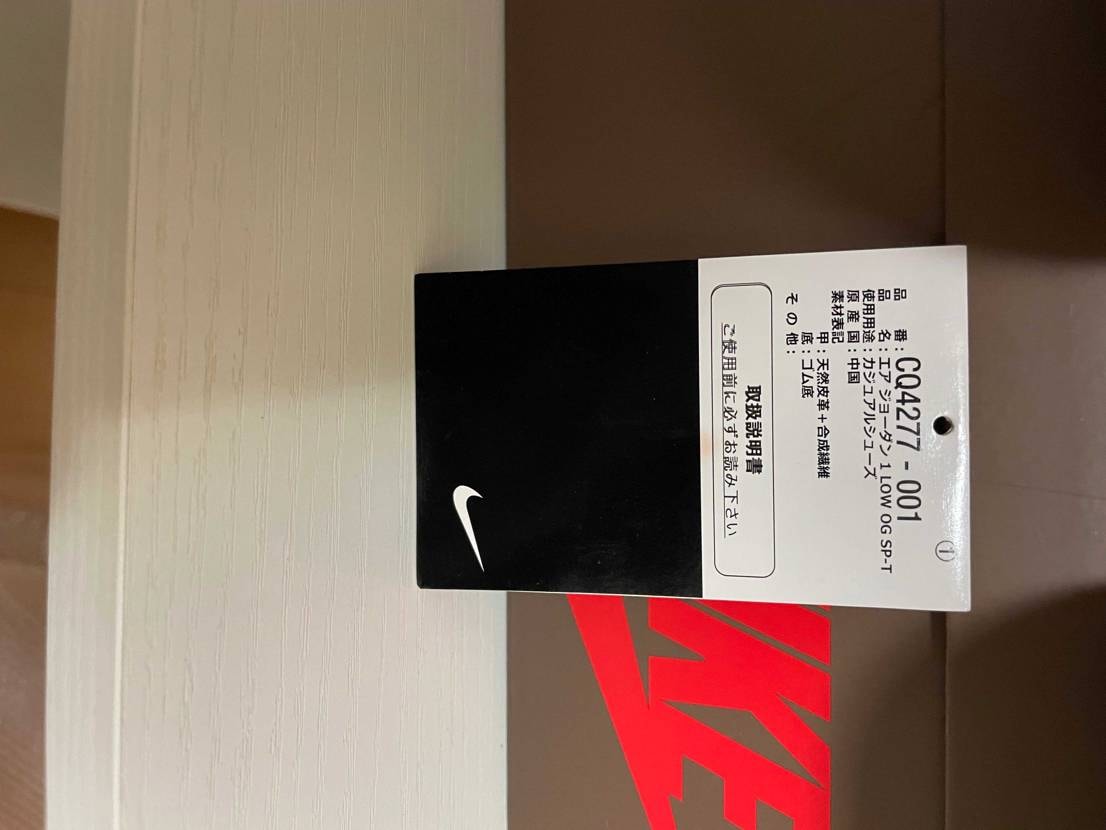 ①
品番：CQ4277 - 001
品名：エア ジョーダン 1 LOW OG SP-T
使用用途：カジュアルシューズ
原産国：中国
素材表記
甲：天然皮革＋合成繊維
底：ゴム底
その他：
取扱説明書
ご使用前に必ずお読み下さい
NIKE